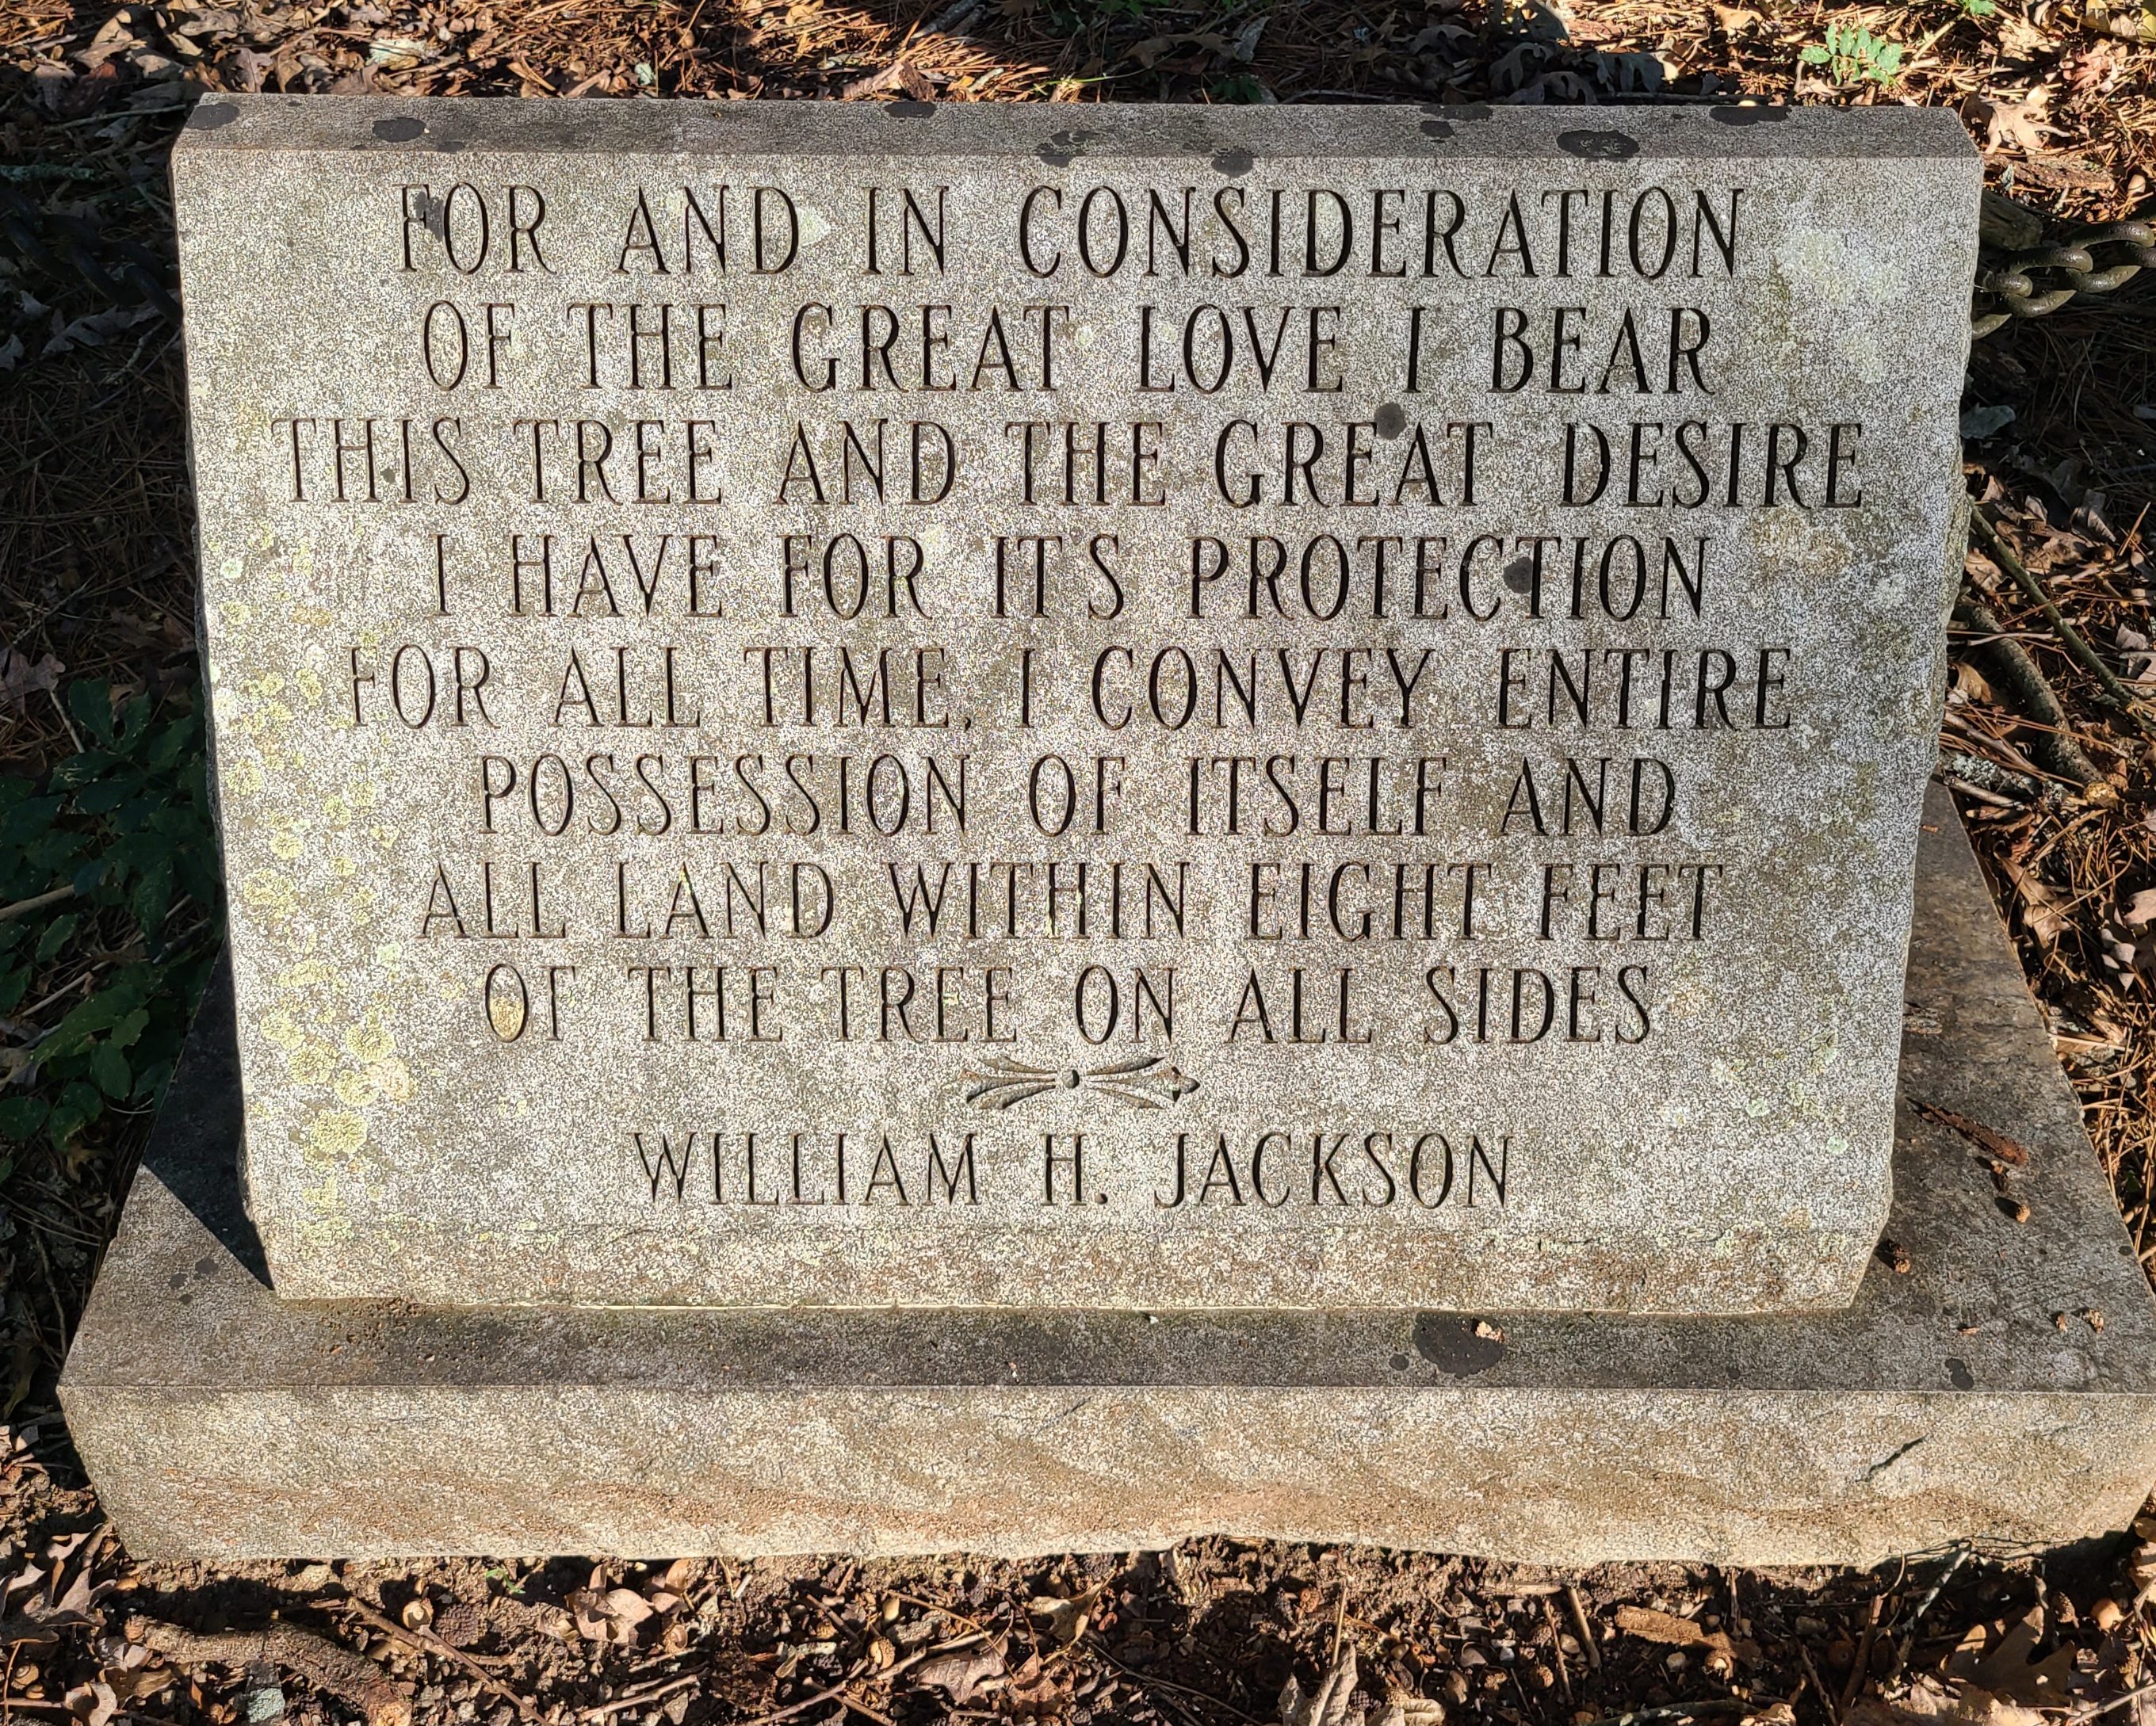 FOR AND IN CONSIDERATION
OF THE GREAT LOVE I BEAR
THIS TREE AND THE GREAT DESIRE
I HAVE FOR ITS PROTECTION
FOR ALL TIME, I CONVEY ENTIRE
POSSESSION OF ITSELF AND
ALL LAND WITHIN EIGHT FEET
OF THE TREE ON ALL SIDES
WILLIAM H. JACKSON